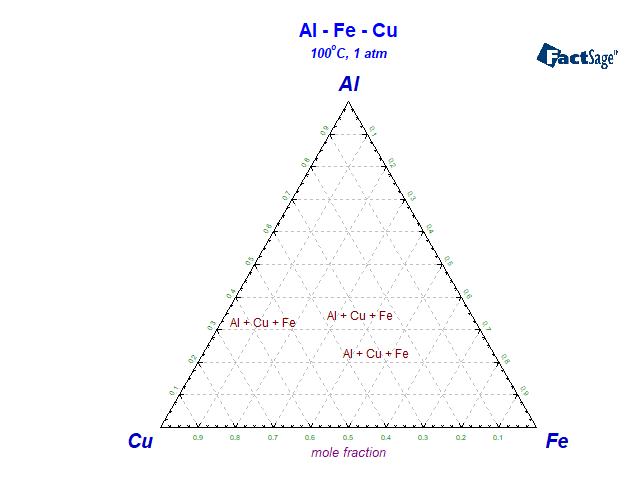 Al - Fe - Cu
100°C, 1 atm
FactSage
Al
0.9 0.1
0.8 0.2
0.7 0.3
0.6 0.4
0.5 0.5
0.4 0.6
Al + Cu + Fe
0.3 Al + Cu + Fe 0.7
Al + Cu + Fe
0.2 0.8
0.1 0.9
Cu 0.9 0.8 0.7 0.6 0.5 0.4 0.3 0.2 0.1 Fe
mole fraction